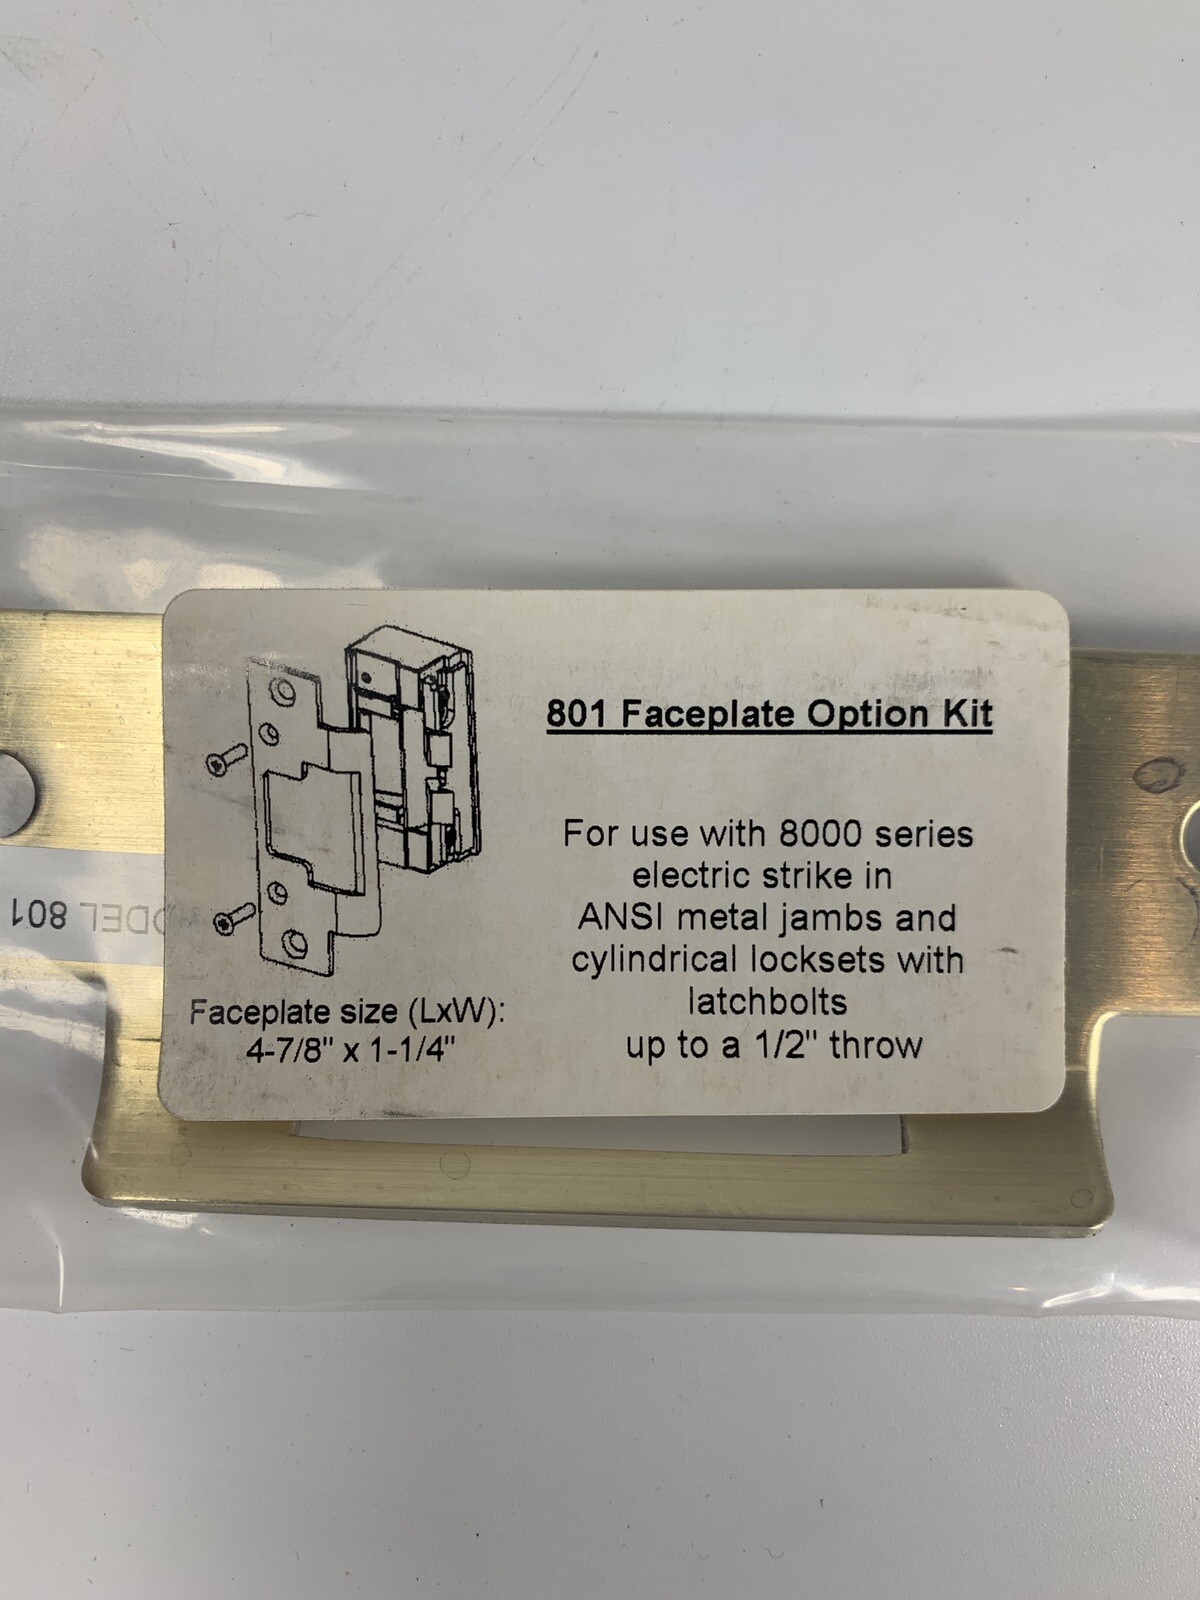 801 Faceplate Option Kit
For use with 8000 series
electric strike in
ANSI metal jambs and
cylindrical locksets with
latchbolts
up to a 1/2" throw
Faceplate size (LxW):
4-7/8" x 1-1/4"
801